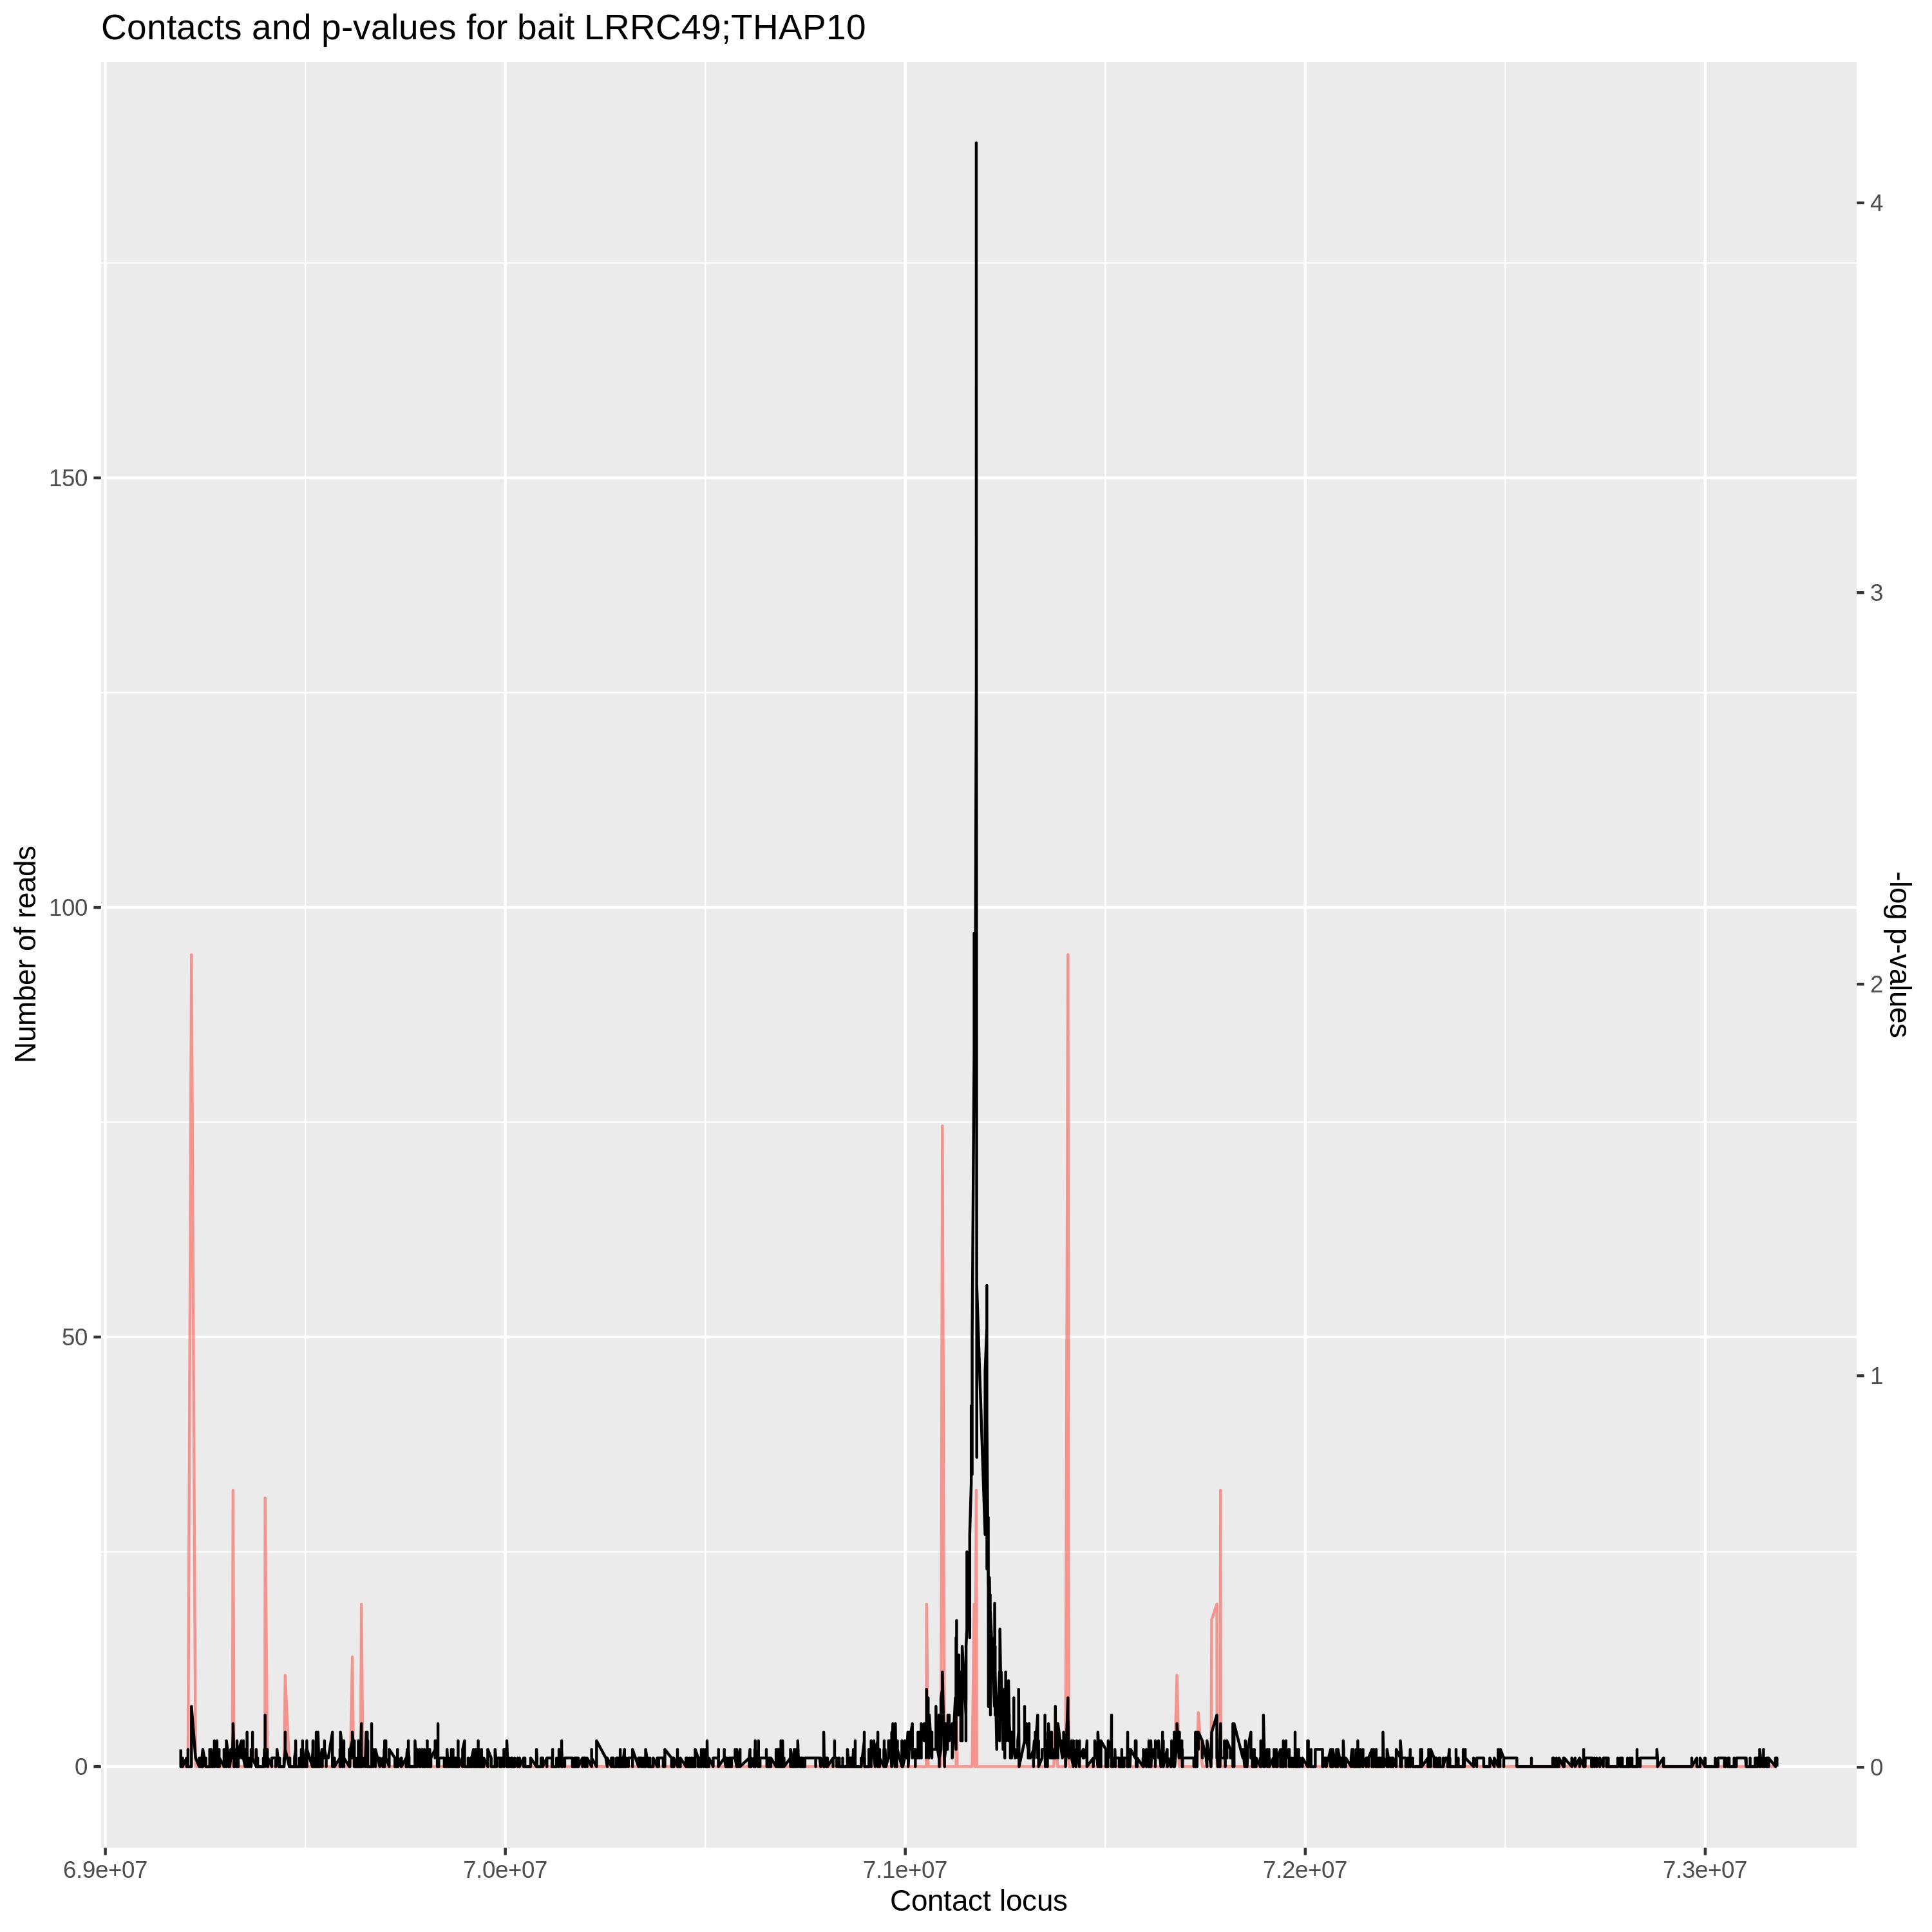 Contacts and p-values for bait LRRC49;THAP10
Number of reads
150
100
50
0
4
3
2
1
0
-log p-values
6.9e+07 7.0e+07 7.1e+07 7.2e+07 7.3e+07
Contact locus